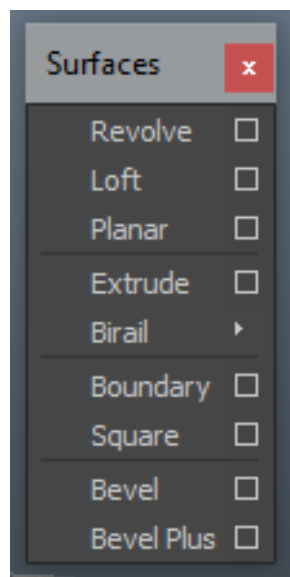 Surfaces x
Revolve
Loft
Planar
Extrude
Birail
Boundary
Square
Bevel
Bevel Plus